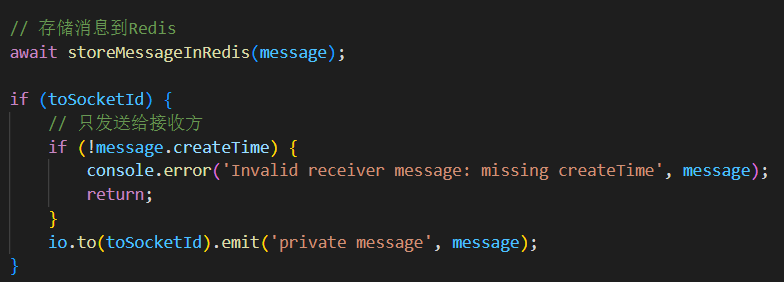 // 存储消息到Redis
await storeMessageInRedis(message);
if (toSocketId) {
// 只发送给接收方
if (!message.createTime) {
console.error('Invalid receiver message: missing createTime', message);
return;
}
io.to(toSocketId).emit('private message', message);
}